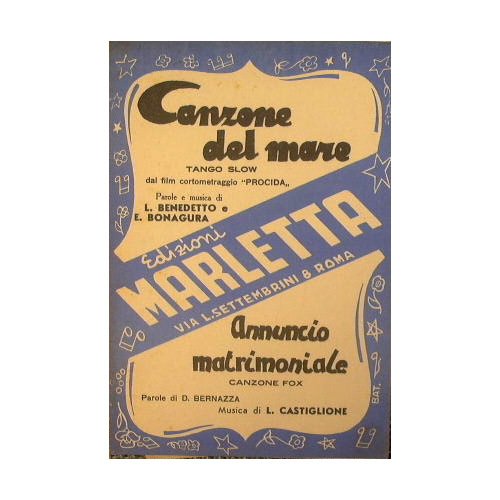 Canzone
del mare
TANGO SLOW
dal film cortometraggio "PROCIDA„
Parole e musica di
L. BENEDETTO e
E. BONAGURA
Edizioni
MARLETTA
VIA L. SETTEMBRINI 8 ROMA
Annuncio
matrimoniale
CANZONE FOX
Parole di D. BERNAZZA
Musica di L. CASTIGLIONE
BAT.